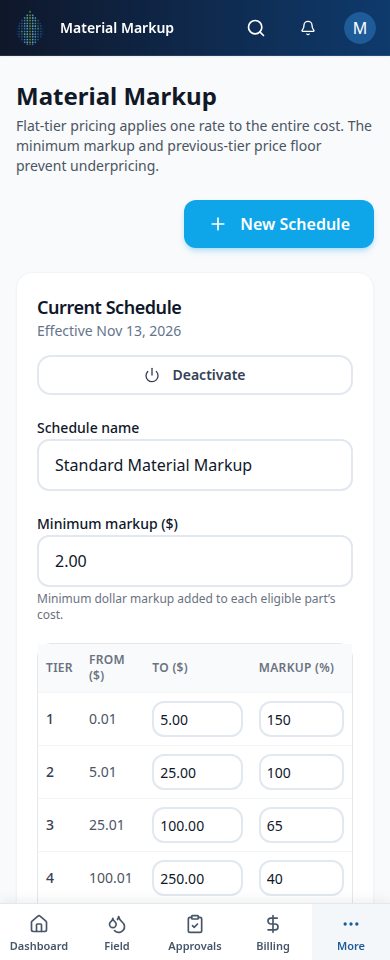 Material Markup
M
Material Markup
Flat-tier pricing applies one rate to the entire cost. The
minimum markup and previous-tier price floor
prevent underpricing.
New Schedule
Current Schedule
Effective Nov 13, 2026
Deactivate
Schedule name
Standard Material Markup
Minimum markup ($)
2.00
Minimum dollar markup added to each eligible part's
cost.
TIER FROM ($) TO ($) MARKUP (%)
1 0.01 5.00 150
2 5.01 25.00 100
3 25.01 100.00 65
4 100.01 250.00 40
Dashboard Field Approvals Billing More